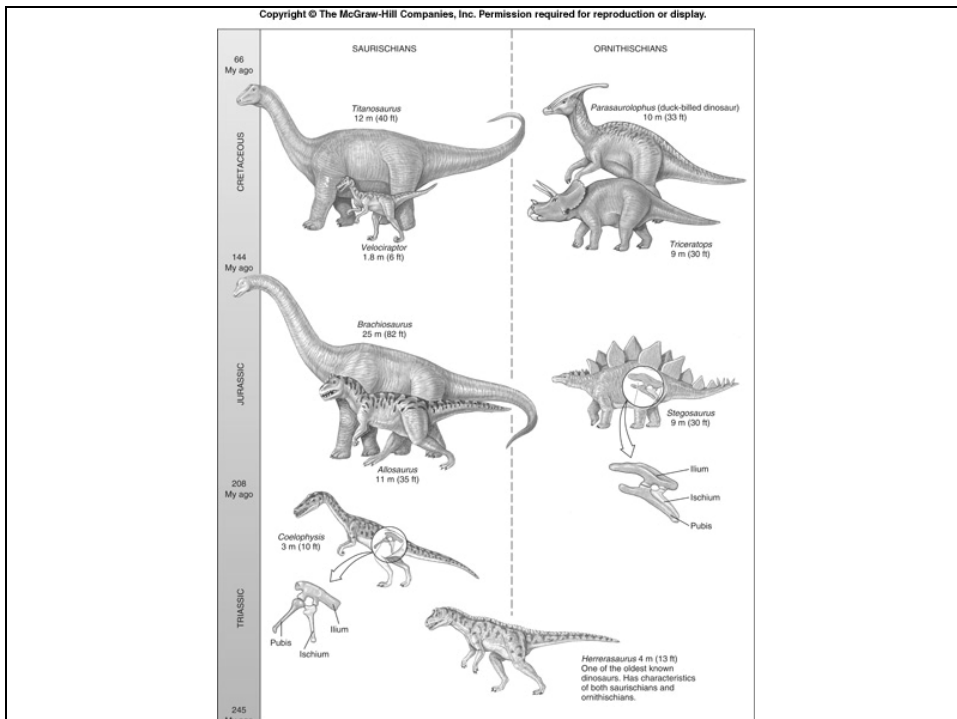 Copyright © The McGraw-Hill Companies, Inc. Permission required for reproduction or display.
SAURISCHIANS
ORNITHISCHIANS
66
My ago
CRETACEOUS
Titanosaurus
12 m (40 ft)
Parasaurolophus (duck-billed dinosaur)
10 m (33 ft)
Velociraptor
1.8 m (6 ft)
Triceratops
9 m (30 ft)
144
My ago
JURASSIC
Brachiosaurus
25 m (82 ft)
Stegosaurus
9 m (30 ft)
Allosaurus
11 m (35 ft)
Ilium
Ischium
Pubis
208
My ago
TRIASSIC
Coelophysis
3 m (10 ft)
Ilium
Pubis
Ischium
Herrerasaurus 4 m (13 ft)
One of the oldest known
dinosaurs. Has characteristics
of both saurischians and
ornithischians.
245
My ago